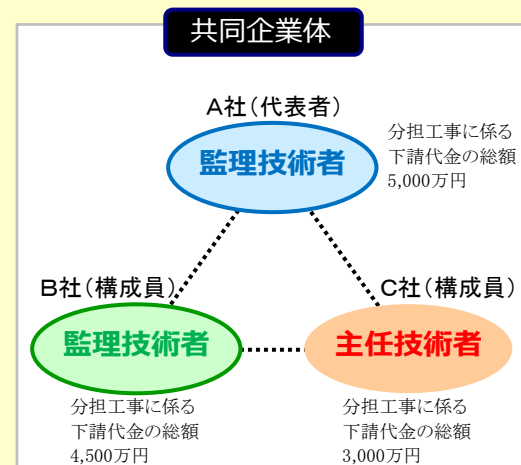 共同企業体
A社(代表者)
監理技術者
分担工事に係る
下請代金の総額
5,000万円
B社(構成員)
監理技術者
分担工事に係る
下請代金の総額
4,500万円
C社(構成員)
主任技術者
分担工事に係る
下請代金の総額
3,000万円